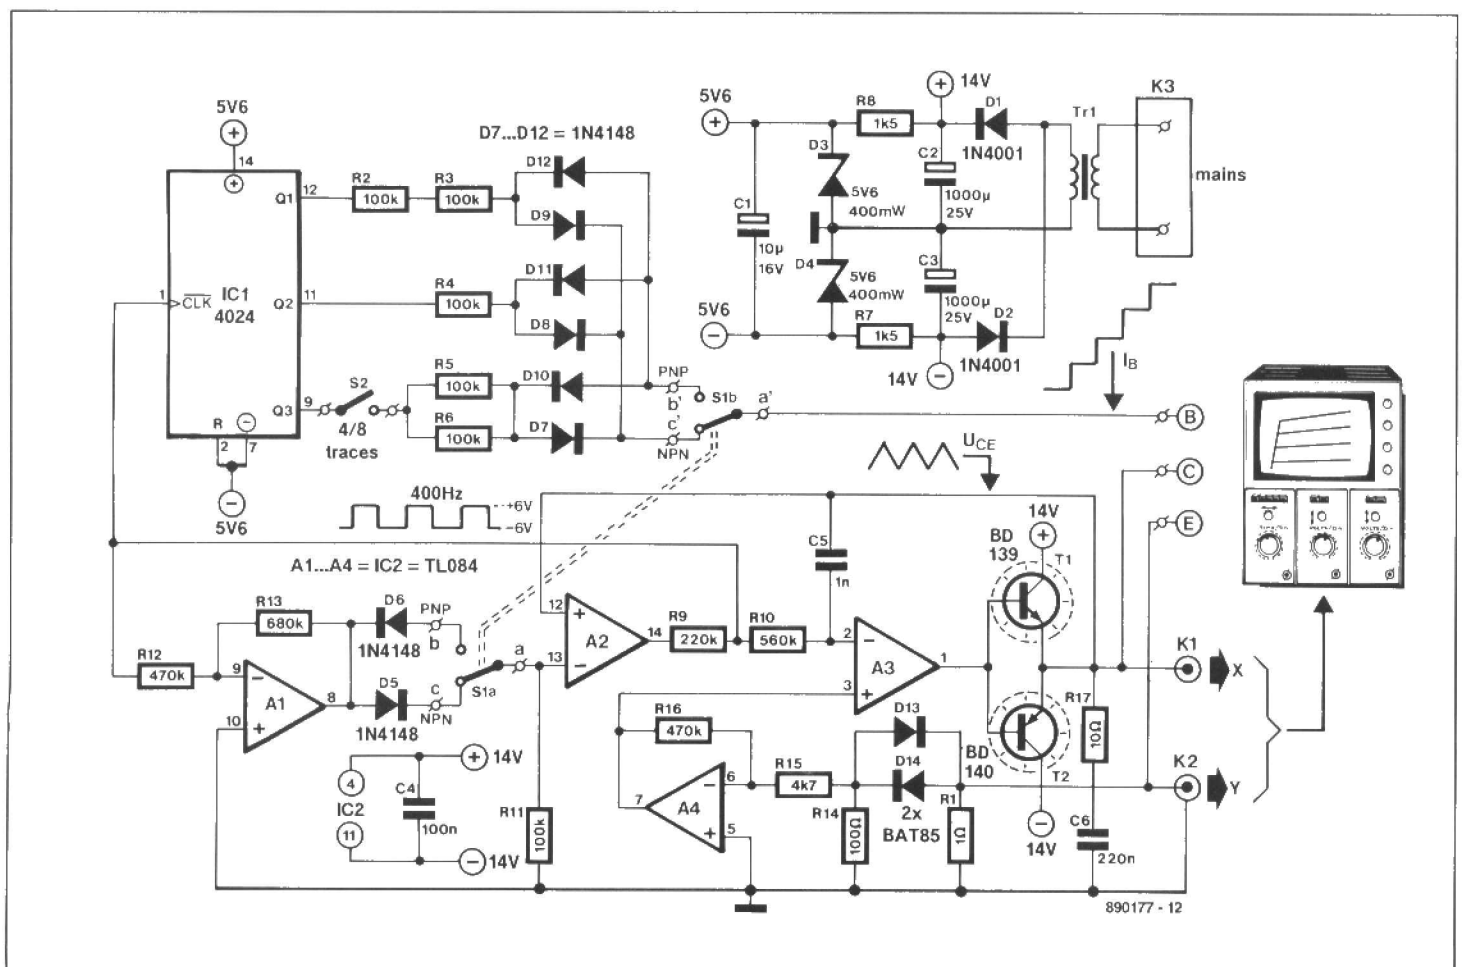 5V6
+
14
+
IC1
4024
1
CLK
Q1
12
Q2
11
Q3
9
R
−
2
7
−
5V6
D7...D12 = 1N4148
R2
100k
R3
100k
D12
D9
R4
100k
D11
D8
S2
4/8
traces
R5
100k
R6
100k
D10
D7
PNP
b'
c'
NPN
S1b
a'
5V6
+
R8
1k5
14V
+
D1
1N4001
Tr1
K3
mains
C1
10µ
16V
D3
5V6
400mW
C2
1000µ
25V
D4
5V6
400mW
C3
1000µ
25V
5V6
−
R7
1k5
14V
−
D2
1N4001
IB
B
C
E
UCE
400Hz
+6V
−6V
A1...A4 = IC2 = TL084
R13
680k
D6
1N4148
PNP
b
R12
470k
9
−
A1
8
10
+
D5
1N4148
c
NPN
S1a
a
12
+
A2
14
13
−
R9
220k
R10
560k
C5
1n
2
−
A3
1
3
+
BD
139
14V
+
T1
BD
140
T2
−
14V
R17
10Ω
C6
220n
K1
X
K2
Y
4
IC2
11
C4
100n
+
14V
−
14V
R11
100k
R16
470k
6
−
A4
7
5
+
R15
4k7
R14
100Ω
D13
D14
2x
BAT85
R1
1Ω
890177 - 12